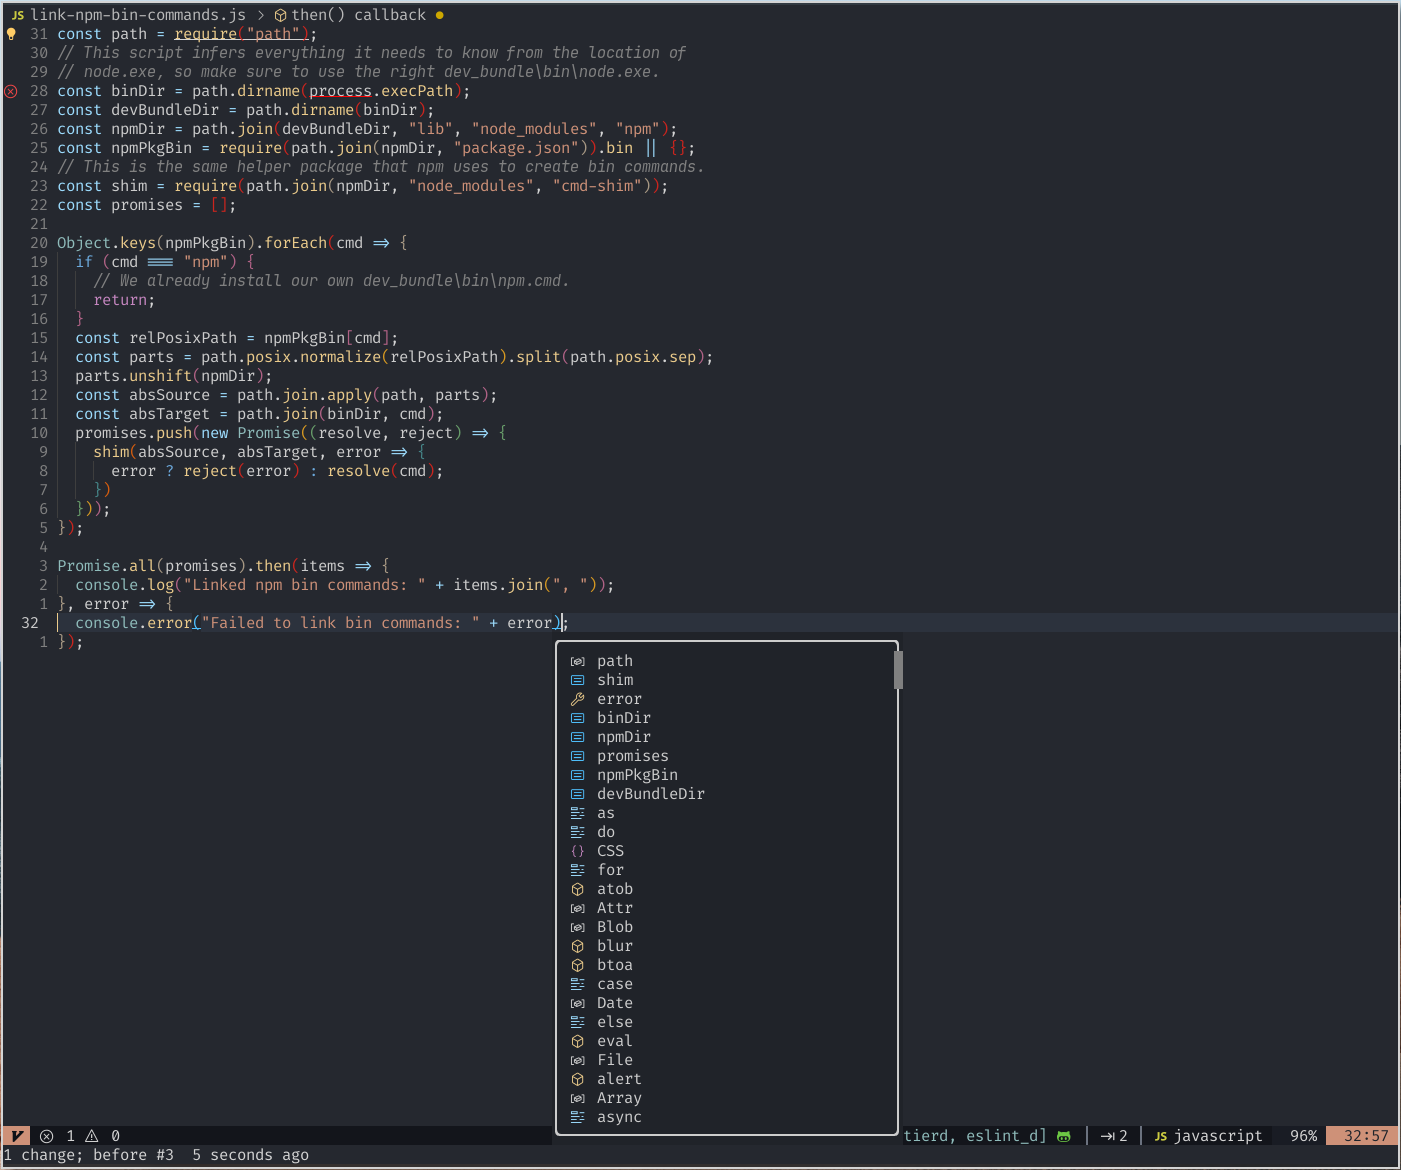 JS link-npm-bin-commands.js > then() callback ●
31 const path = require("path");
30 // This script infers everything it needs to know from the location of
29 // node.exe, so make sure to use the right dev_bundle\bin\node.exe.
28 const binDir = path.dirname(process.execPath);
27 const devBundleDir = path.dirname(binDir);
26 const npmDir = path.join(devBundleDir, "lib", "node_modules", "npm");
25 const npmPkgBin = require(path.join(npmDir, "package.json")).bin || {};
24 // This is the same helper package that npm uses to create bin commands.
23 const shim = require(path.join(npmDir, "node_modules", "cmd-shim"));
22 const promises = [];
21
20 Object.keys(npmPkgBin).forEach(cmd => {
19 if (cmd === "npm") {
18 // We already install our own dev_bundle\bin\npm.cmd.
17 return;
16 }
15 const relPosixPath = npmPkgBin[cmd];
14 const parts = path.posix.normalize(relPosixPath).split(path.posix.sep);
13 parts.unshift(npmDir);
12 const absSource = path.join.apply(path, parts);
11 const absTarget = path.join(binDir, cmd);
10 promises.push(new Promise((resolve, reject) => {
9 shim(absSource, absTarget, error => {
8 error ? reject(error) : resolve(cmd);
7 })
6 }));
5 });
4
3 Promise.all(promises).then(items => {
2 console.log("Linked npm bin commands: " + items.join(", "));
1 }, error => {
32 console.error("Failed to link bin commands: " + error);
1 });
path
shim
error
binDir
npmDir
promises
npmPkgBin
devBundleDir
as
do
{} CSS
for
atob
Attr
Blob
blur
btoa
case
Date
else
eval
File
alert
Array
async
1 0 tierd, eslint_d] 2 JS javascript 96% 32:57
1 change; before #3 5 seconds ago